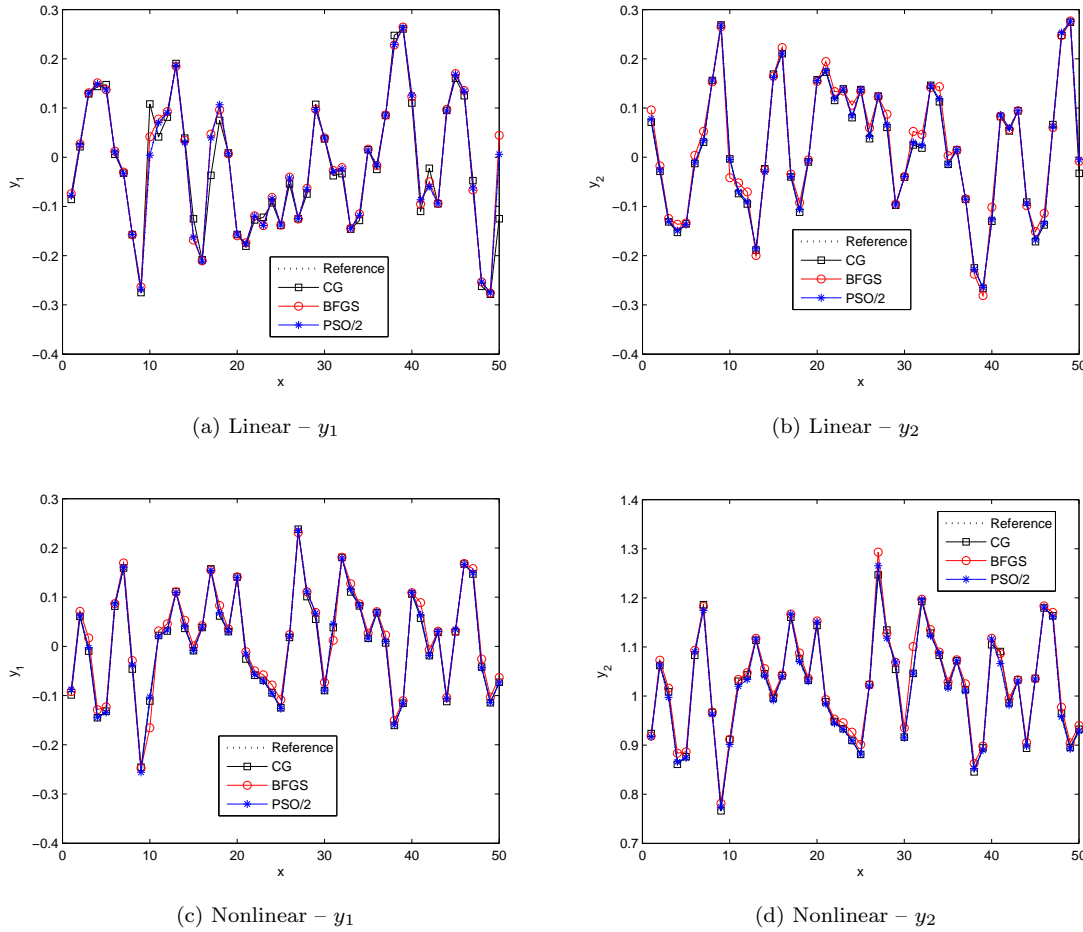 0.3
0.2
0.1
0
−0.1
−0.2
−0.3
−0.4
y1
0 10 20 30 40 50
x
Reference
CG
BFGS
PSO/2
(a) Linear – y1
0.3
0.2
0.1
0
−0.1
−0.2
−0.3
−0.4
y2
0 10 20 30 40 50
x
Reference
CG
BFGS
PSO/2
(b) Linear – y2
0.3
0.2
0.1
0
−0.1
−0.2
−0.3
−0.4
y1
0 10 20 30 40 50
x
Reference
CG
BFGS
PSO/2
(c) Nonlinear – y1
1.4
1.3
1.2
1.1
1
0.9
0.8
0.7
y2
0 10 20 30 40 50
x
Reference
CG
BFGS
PSO/2
(d) Nonlinear – y2